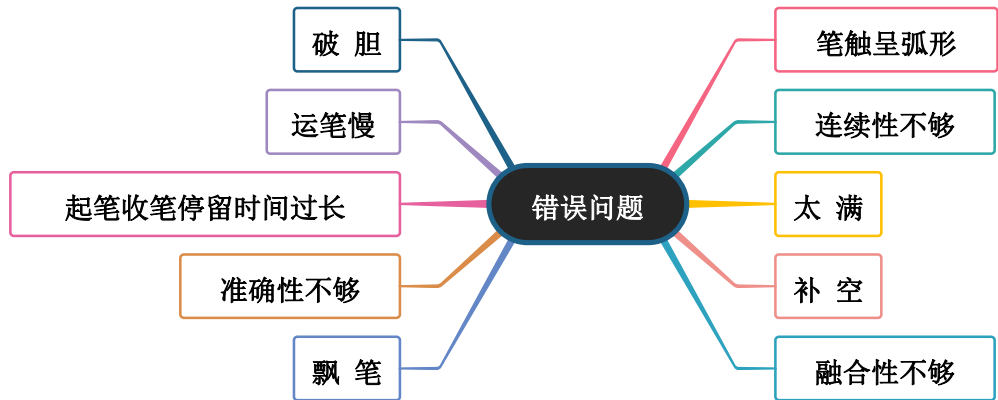 破 胆
运笔慢
起笔收笔停留时间过长
准确性不够
飘 笔
错误问题
笔触呈弧形
连续性不够
太 满
补 空
融合性不够